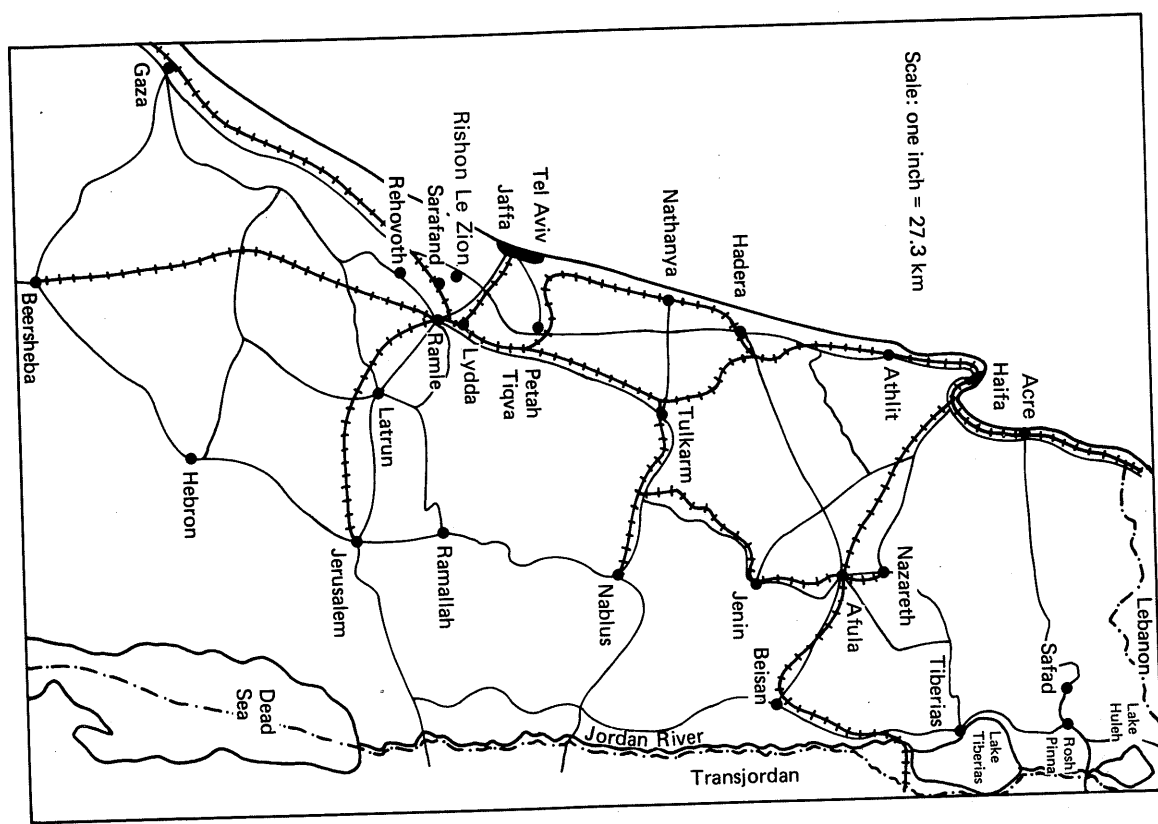 Scale: one inch = 27.3 km
Haifa
Acre
Athlit
Hadera
Nathanya
Tel Aviv
Jaffa
Rishon Le Zion
Sarafand
Rehovoth
Gaza
Lebanon
Lake
Huleh
Safad
Rosh
Pinna
Lake
Tiberias
Tiberias
Nazareth
Afula
Beisan
Jenin
Tulkarm
Nablus
Petah
Tiqva
Lydda
Ramle
Latrun
Ramallah
Jerusalem
Hebron
Beersheba
Jordan River
Transjordan
Dead
Sea